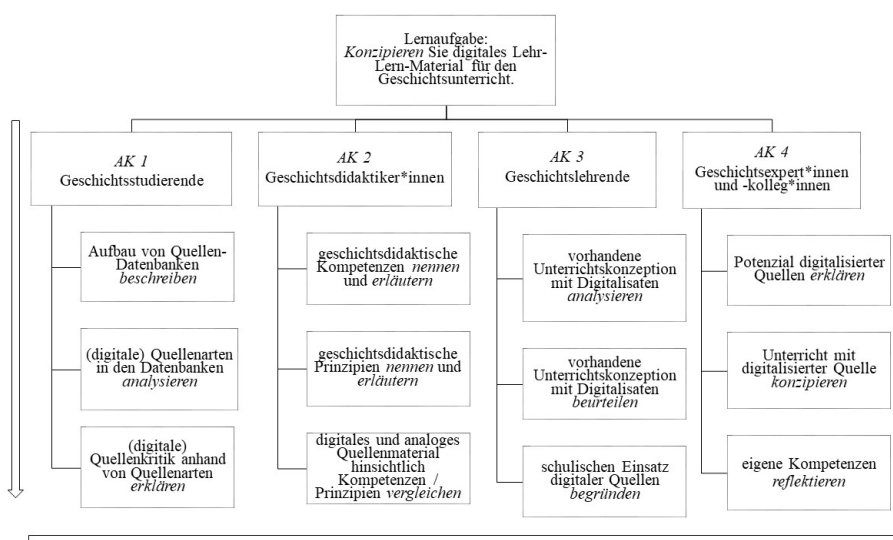 Lernaufgabe:
Konzipieren Sie digitales Lehr-
Lern-Material für den
Geschichtsunterricht.
AK 1
Geschichtsstudierende
Aufbau von Quellen-
Datenbanken
beschreiben
(digitale) Quellenarten
in den Datenbanken
analysieren
(digitale)
Quellenkritik anhand
von Quellenarten
erklären
AK 2
Geschichtsdidaktiker*innen
geschichtsdidaktische
Kompetenzen nennen
und erläutern
geschichtsdidaktische
Prinzipien nennen und
erläutern
digitales und analoges
Quellenmaterial
hinsichtlich
Kompetenzen /
Prinzipien vergleichen
AK 3
Geschichtslehrende
vorhandene
Unterrichtskonzeption
mit Digitalisaten
analysieren
vorhandene
Unterrichtskonzeption
mit Digitalisaten
beurteilen
schulischen Einsatz
digitaler Quellen
begründen
AK 4
Geschichtsexpert*innen
und -kolleg*innen
Potenzial digitalisierter
Quellen erklären
Unterricht mit
digitalisierter Quelle
konzipieren
eigene Kompetenzen
reflektieren